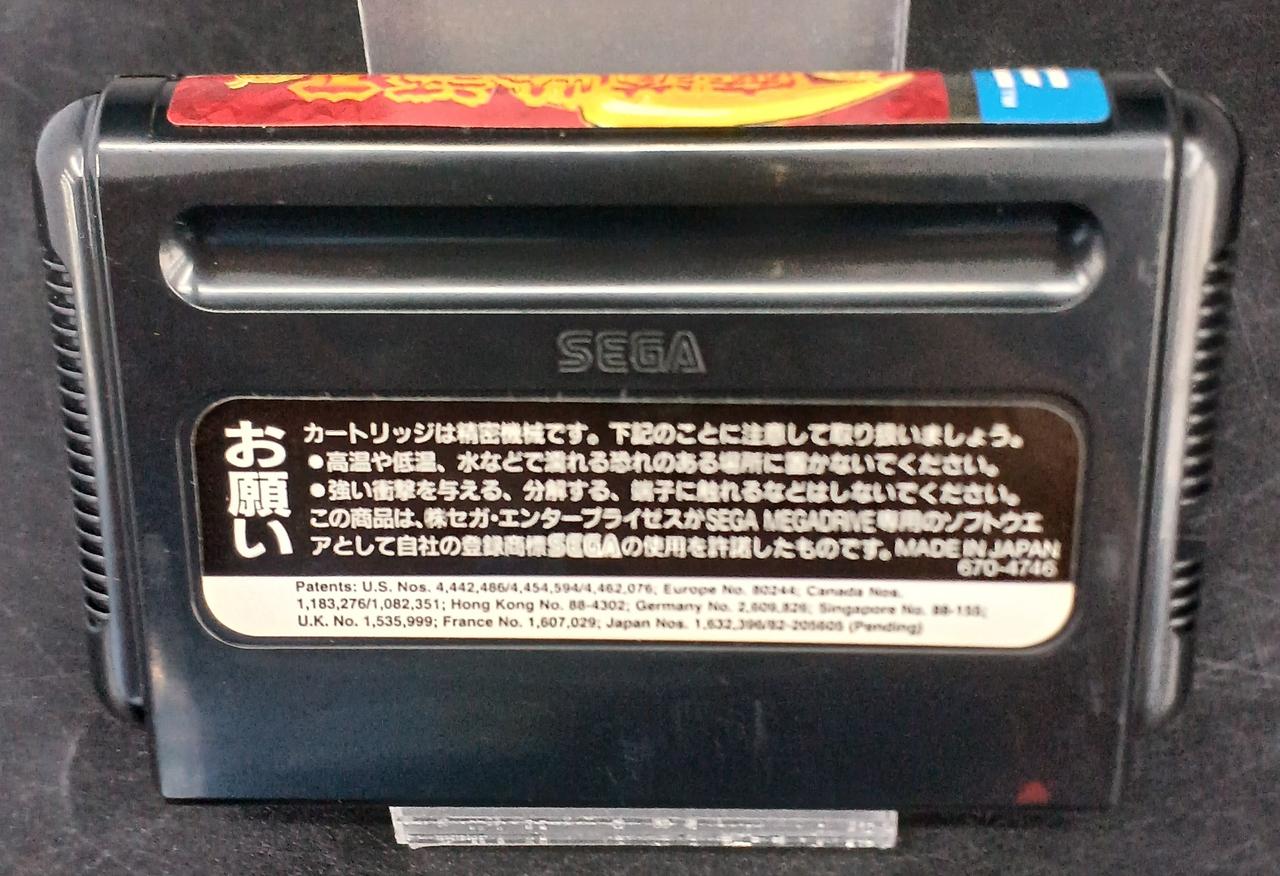 SEGA
お願い
カートリッジは精密機械です。下記のことに注意して取り扱いましょう。
●高温や低温、水などで濡れる恐れのある場所に置かないでください。
●強い衝撃を与える、分解する、端子に触れるなどはしないでください。
この商品は、㈱セガ・エンタープライゼスがSEGA MEGADRIVE専用のソフトウエ
アとして自社の登録商標SEGAの使用を許諾したものです。MADE IN JAPAN
670-4746
Patents: U.S. Nos. 4,442,486/4,454,594/4,462,076; Europe No. 80244; Canada Nos.
1,183,276/1,082,351; Hong Kong No. 88-4302; Germany No. 2,609,826; Singapore No. 88-155;
U.K. No. 1,535,999; France No. 1,607,029; Japan Nos. 1,632,396/82-205605 (Pending)